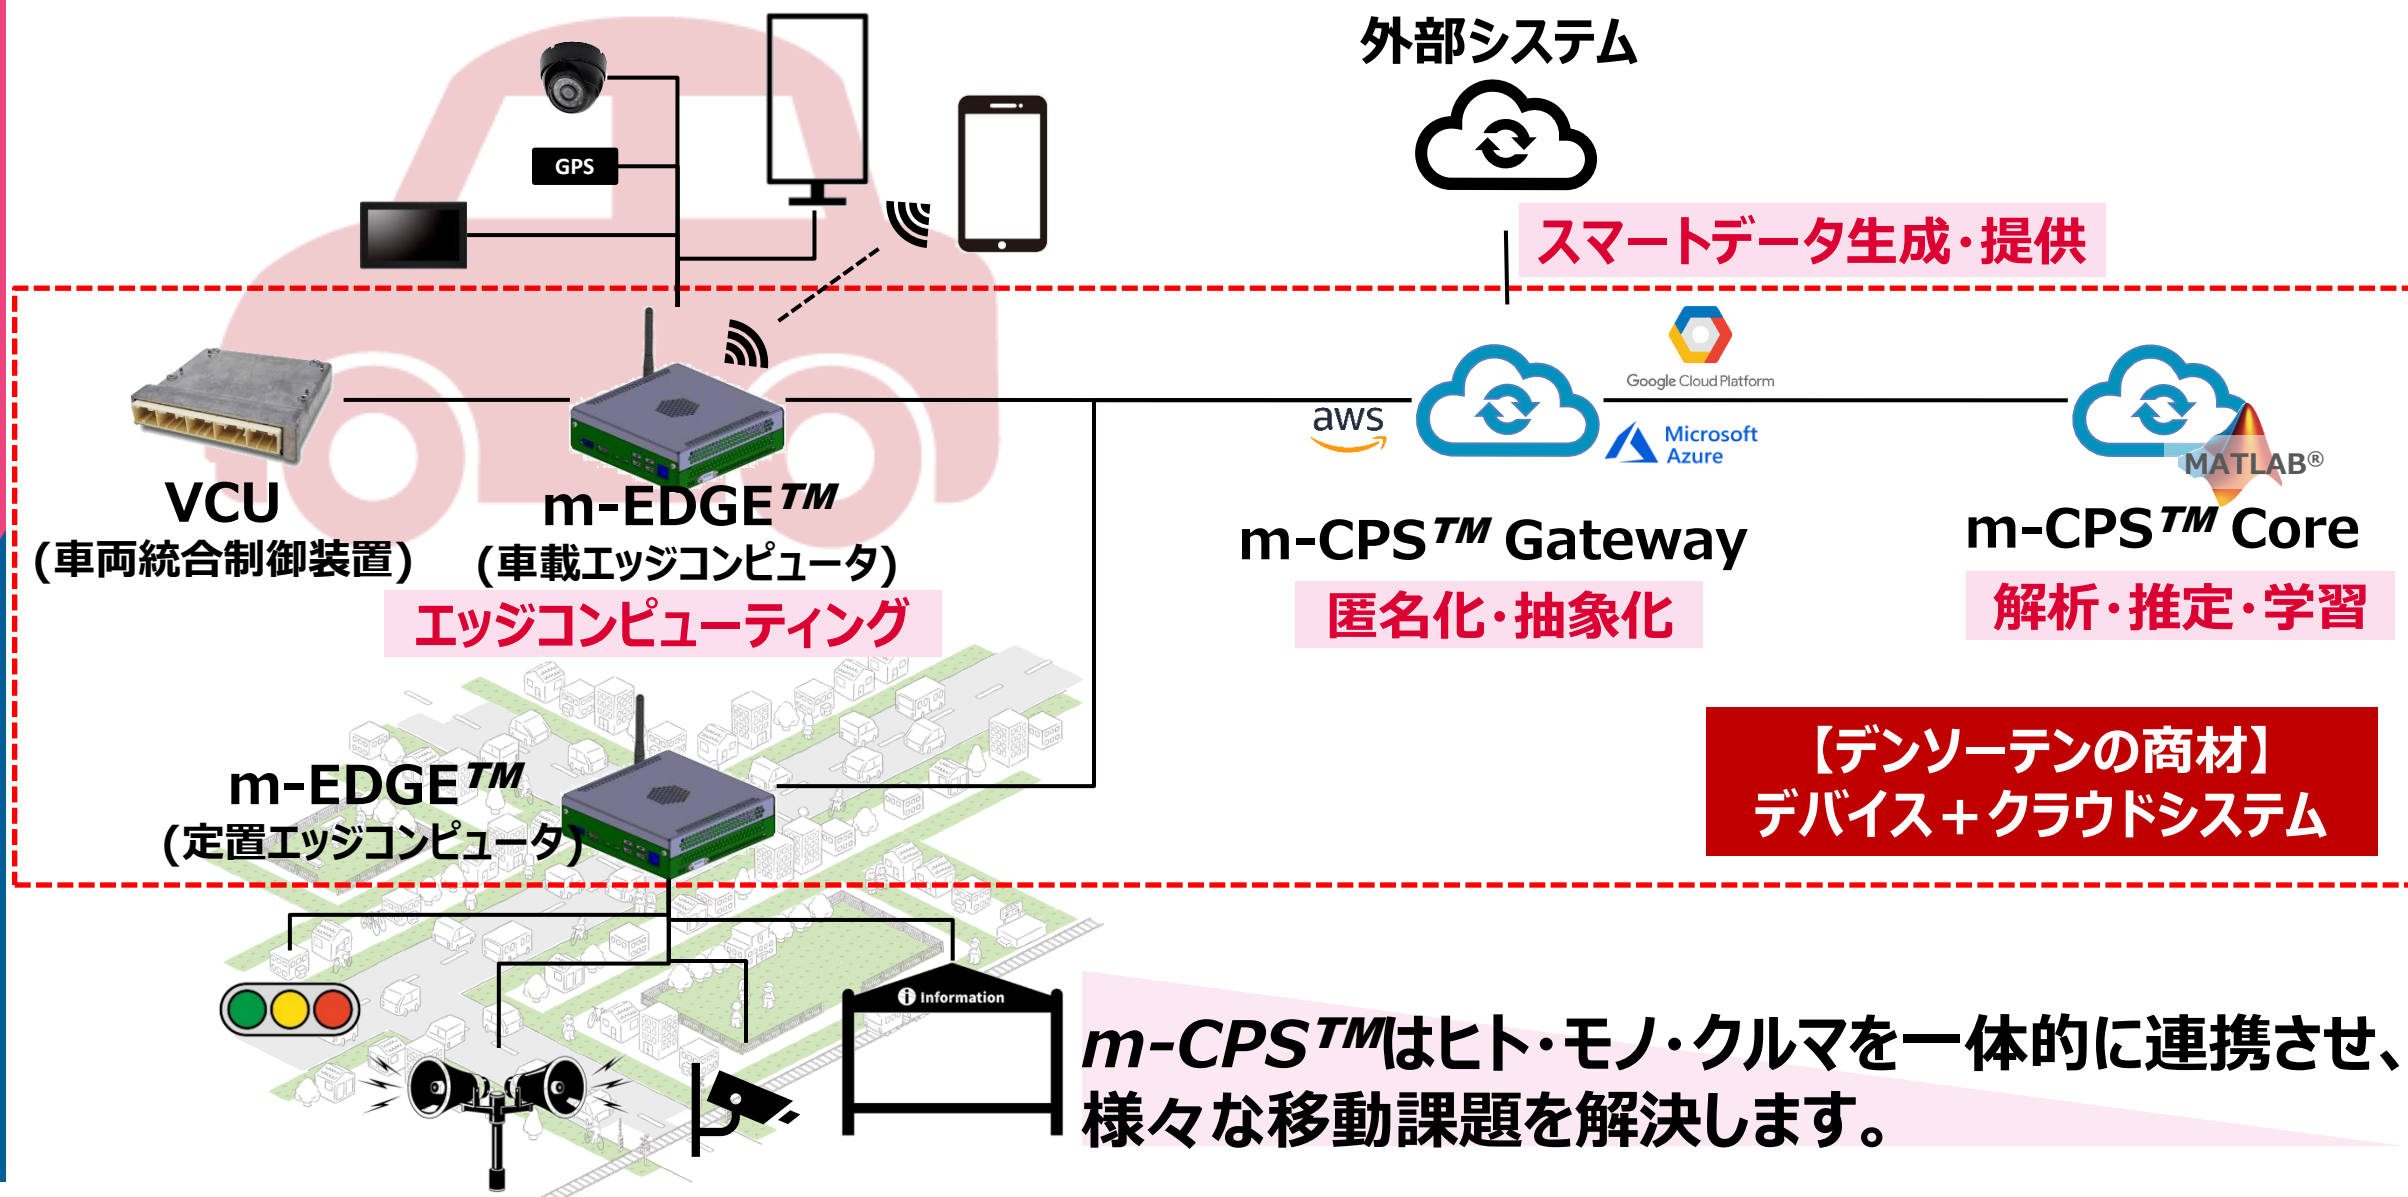 外部システム
GPS
スマートデータ生成・提供
Google Cloud Platform
aws
Microsoft
Azure
MATLAB®
VCU
(車両統合制御装置)
m-EDGE™
(車載エッジコンピュータ)
エッジコンピューティング
m-CPS™ Gateway
匿名化・抽象化
m-CPS™ Core
解析・推定・学習
m-EDGE™
(定置エッジコンピュータ)
【デンソーテンの商材】
デバイス+クラウドシステム
i Information
m-CPS™はヒト・モノ・クルマを一体的に連携させ、
様々な移動課題を解決します。